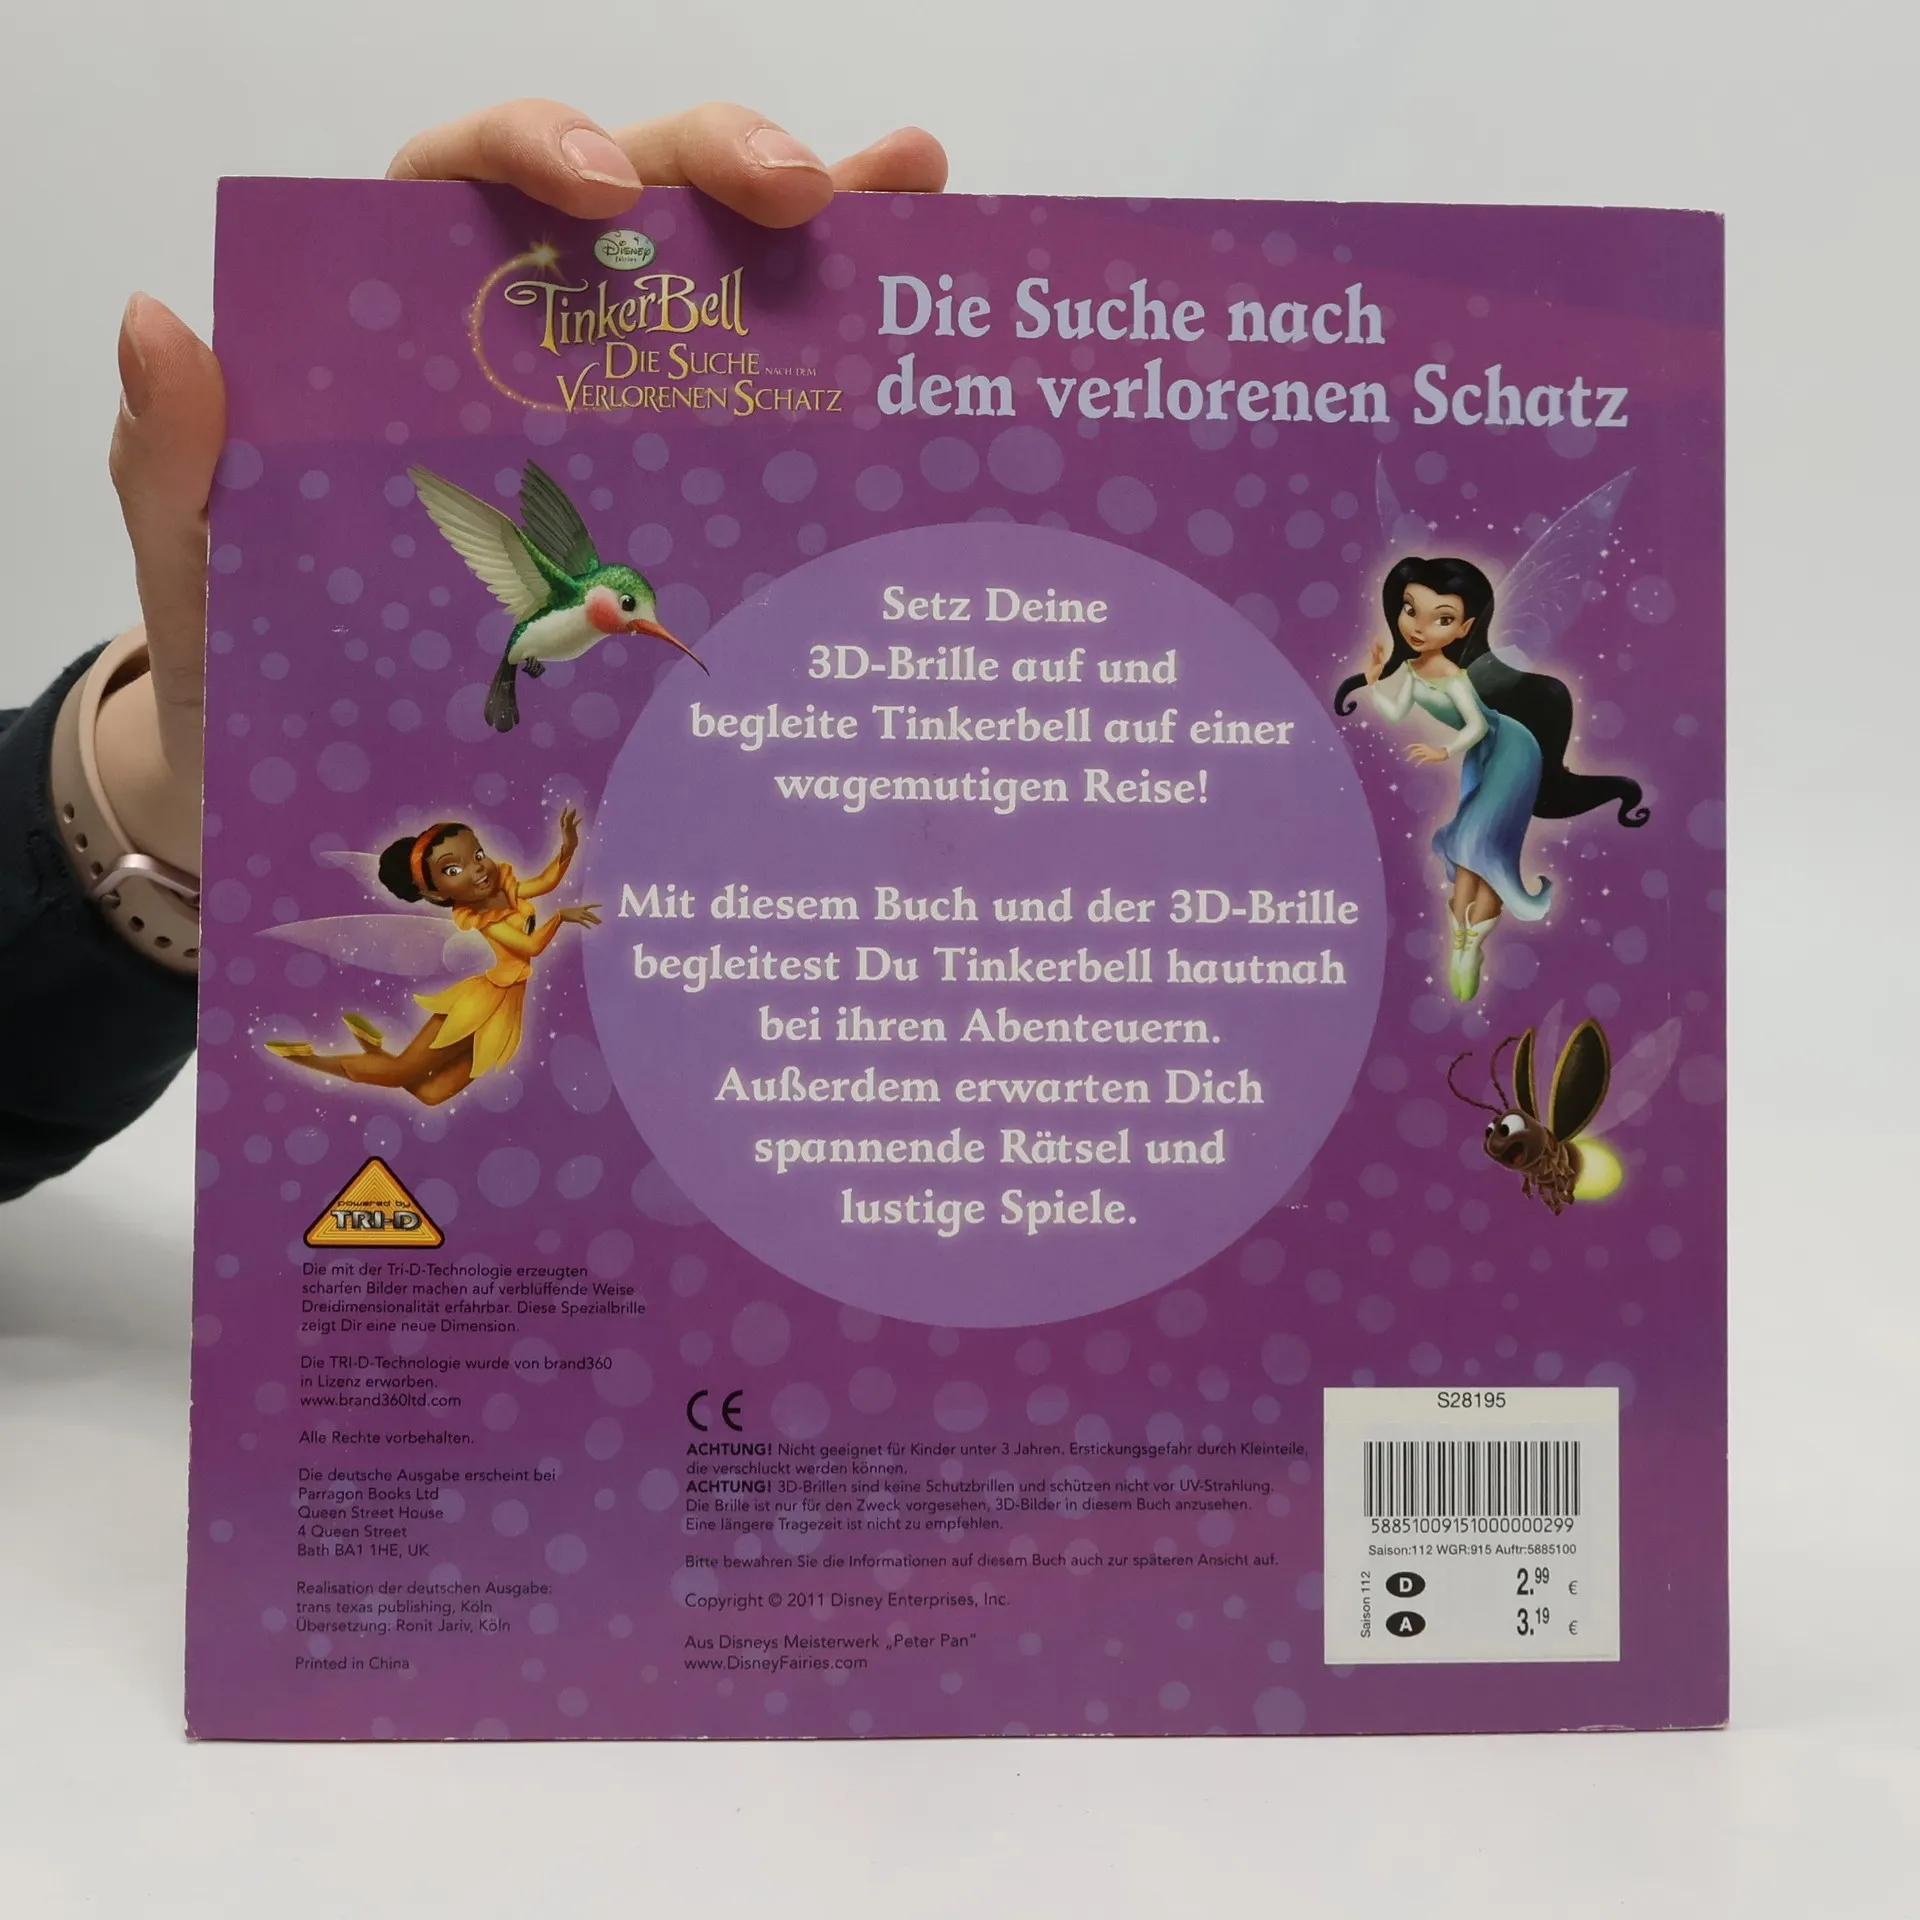 Disney
fairies
TinkerBell
DIE SUCHE NACH DEM
VERLORENEN SCHATZ
Die Suche nach
dem verlorenen Schatz
Setz Deine
3D-Brille auf und
begleite Tinkerbell auf einer
wagemutigen Reise!
Mit diesem Buch und der 3D-Brille
begleitest Du Tinkerbell hautnah
bei ihren Abenteuern.
Außerdem erwarten Dich
spannende Rätsel und
lustige Spiele.
powered by
TRI-D
Die mit der Tri-D-Technologie erzeugten
scharfen Bilder machen auf verblüffende Weise
Dreidimensionalität erfahrbar. Diese Spezialbrille
zeigt Dir eine neue Dimension.
Die TRI-D-Technologie wurde von brand360
in Lizenz erworben.
www.brand360ltd.com
Alle Rechte vorbehalten.
Die deutsche Ausgabe erscheint bei
Parragon Books Ltd
Queen Street House
4 Queen Street
Bath BA1 1HE, UK
Realisation der deutschen Ausgabe:
trans texas publishing, Köln
Übersetzung: Ronit Jariv, Köln
Printed in China
CE
ACHTUNG! Nicht geeignet für Kinder unter 3 Jahren. Erstickungsgefahr durch Kleinteile,
die verschluckt werden können.
ACHTUNG! 3D-Brillen sind keine Schutzbrillen und schützen nicht vor UV-Strahlung.
Die Brille ist nur für den Zweck vorgesehen, 3D-Bilder in diesem Buch anzusehen.
Eine längere Tragezeit ist nicht zu empfehlen.
Bitte bewahren Sie die Informationen auf diesem Buch auch zur späteren Ansicht auf.
Copyright © 2011 Disney Enterprises, Inc.
Aus Disneys Meisterwerk „Peter Pan"
www.DisneyFairies.com
S28195
58851009151000000299
Saison:112 WGR:915 Auftr:5885100
Saison 112
D 2.99 €
A 3.19 €